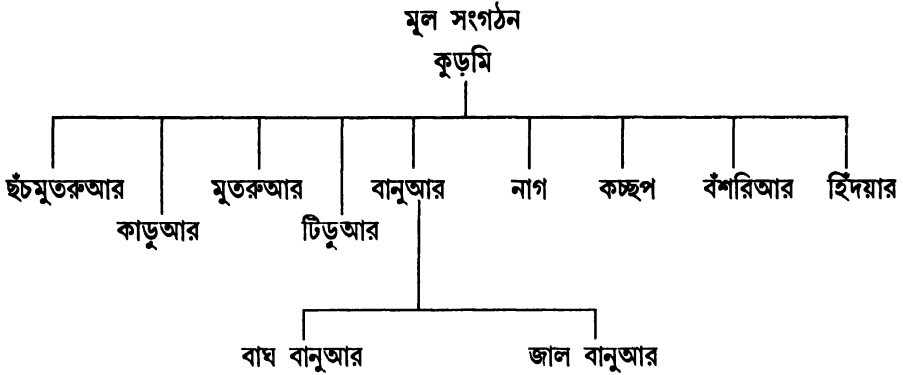 মূল সংগঠন
কুড়মি
ছঁচমুতরুআর মুতরুআর বানুআর নাগ কচ্ছপ বঁশরিআর হিঁদয়ার
কাড়ুআর টিড়ুআর
বাঘ বানুআর জাল বানুআর